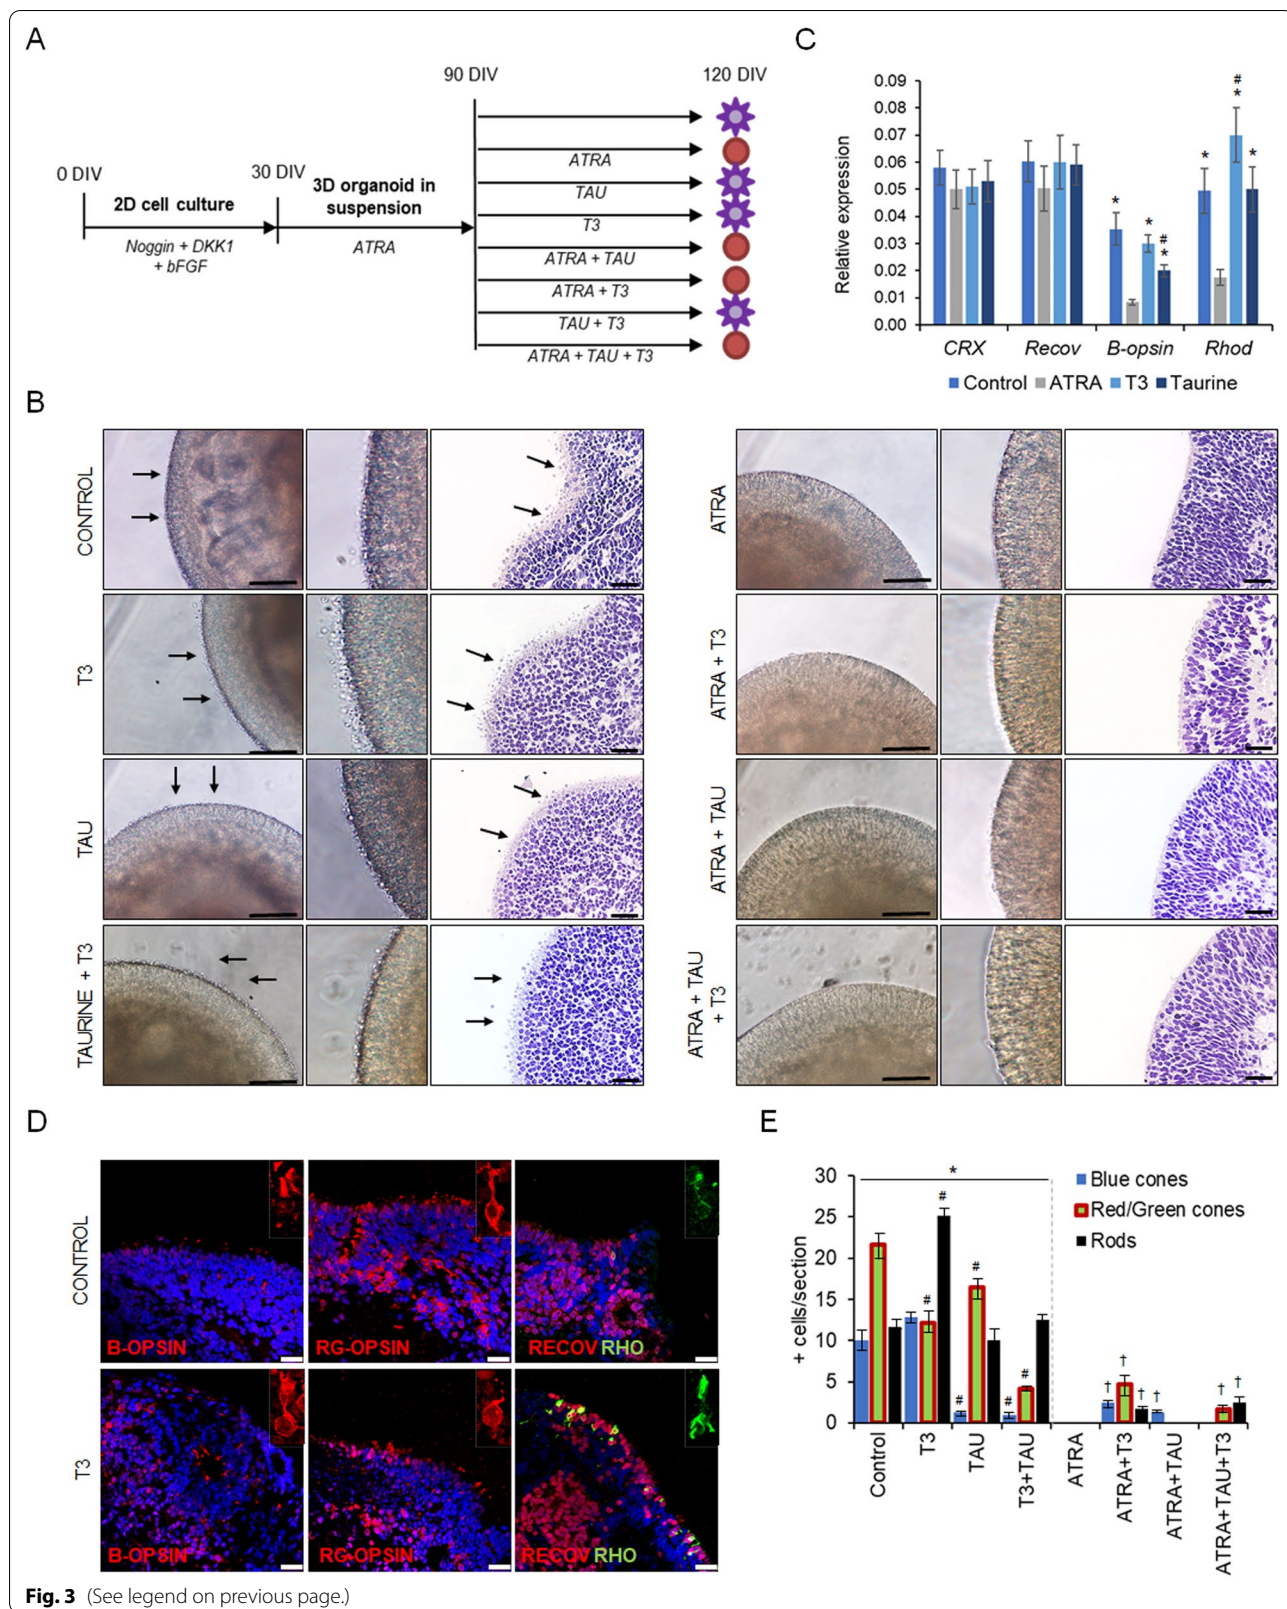 A
90 DIV
120 DIV
0 DIV
30 DIV
2D cell culture
3D organoid in
suspension
Noggin + DKK1
+ bFGF
ATRA
ATRA
TAU
T3
ATRA + TAU
ATRA + T3
TAU + T3
ATRA + TAU + T3
C
Relative expression
0.09
0.08
0.07
0.06
0.05
0.04
0.03
0.02
0.01
0.00
*
*
#
*
*
#
*
*
CRX Recov B-opsin Rhod
Control ATRA T3 Taurine
B
CONTROL
T3
TAU
TAURINE + T3
ATRA
ATRA + T3
ATRA + TAU
ATRA + TAU
+ T3
D
CONTROL
B-OPSIN
RG-OPSIN
RECOV RHO
T3
B-OPSIN
RG-OPSIN
RECOV RHO
E
+ cells/section
30
25
20
15
10
5
0
*
# # # # # #
† † † † † †
Blue cones
Red/Green cones
Rods
Control
T3
TAU
T3+TAU
ATRA
ATRA+T3
ATRA+TAU
ATRA+TAU+T3
Fig. 3 (See legend on previous page.)